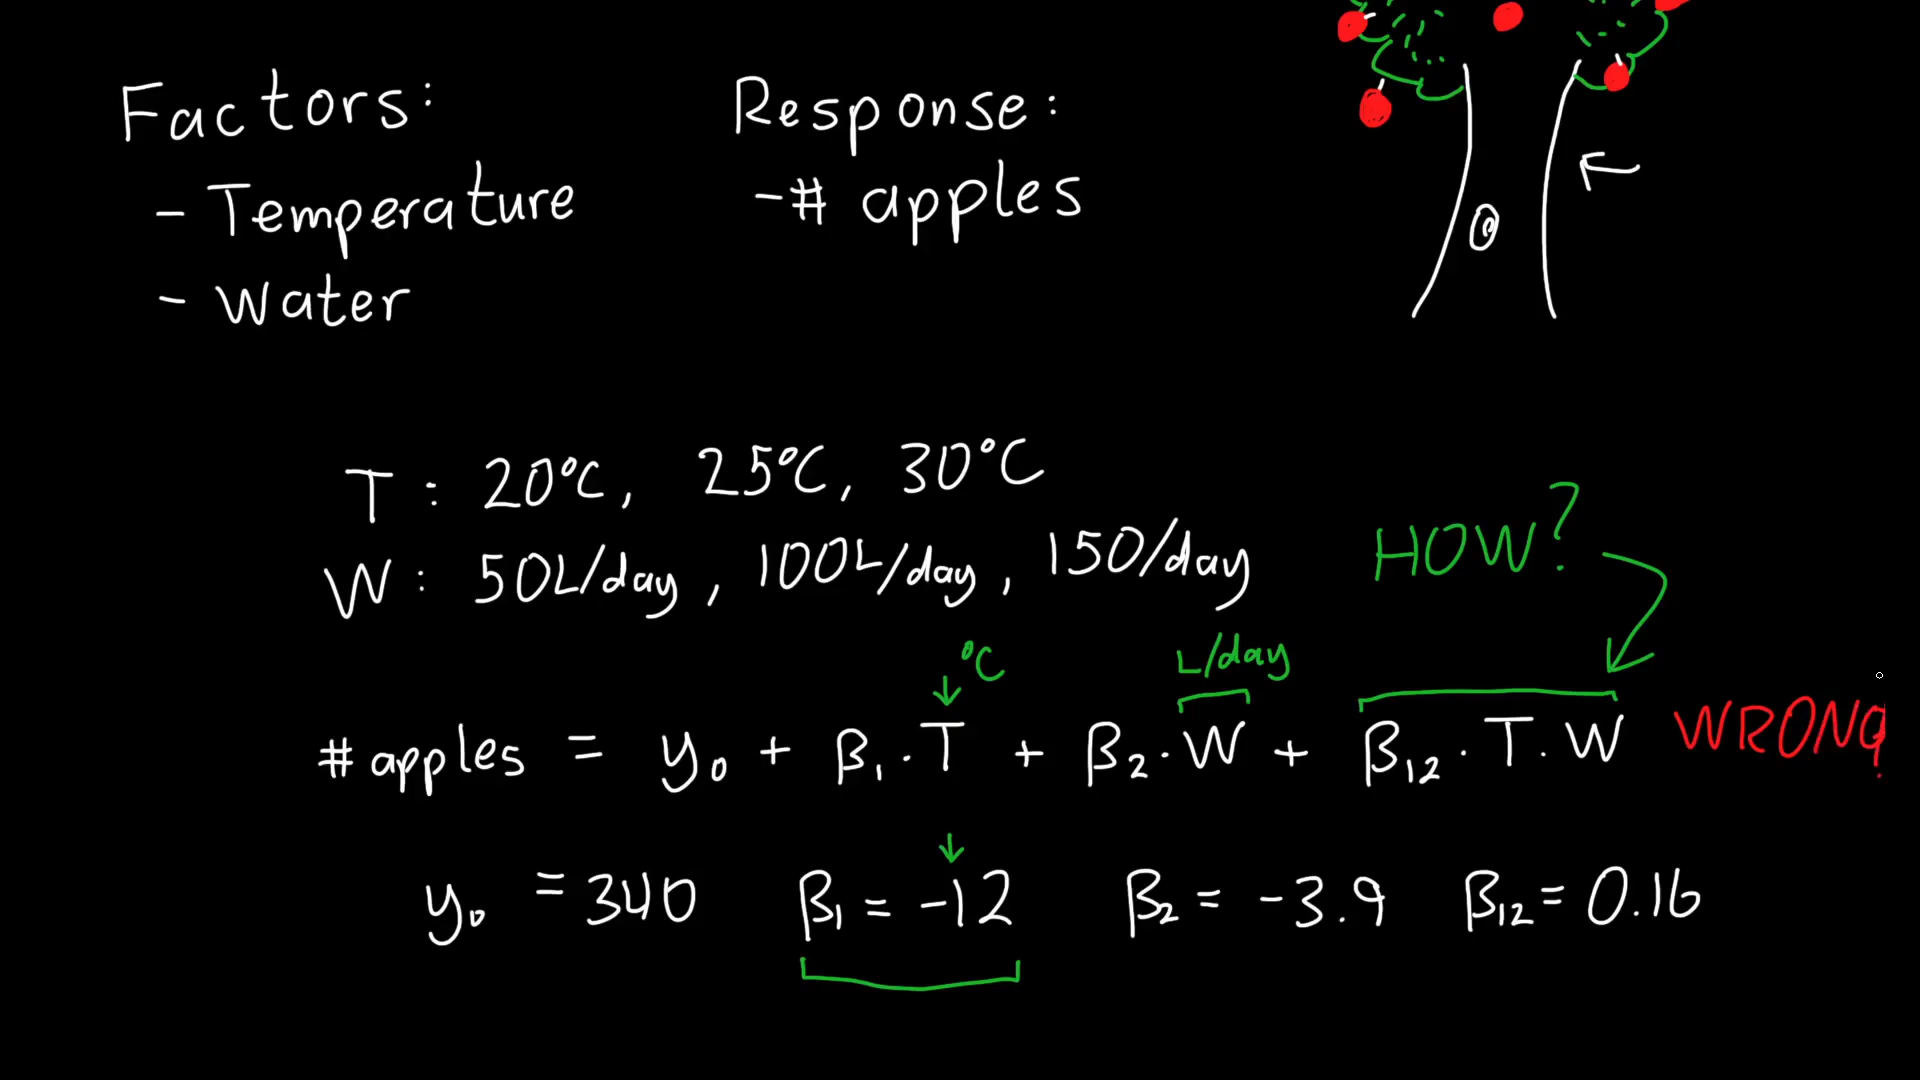 Factors:
- Temperature
- Water
Response:
-# apples
T : 20°C, 25°C, 30°C
W : 50L/day, 100L/day, 150/day
HOW?
°C
L/day
#apples = y₀ + β₁·T + β₂·W + β₁₂·T·W
WRONG
y₀ = 340 β₁ = -12 β₂ = -3.9 β₁₂ = 0.16